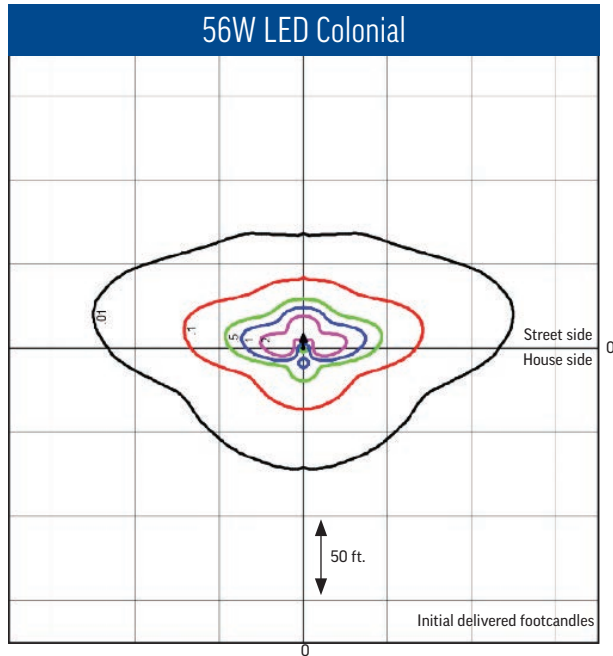 56W LED Colonial
.01
.1
.5
1
2
Street side
0
House side
50 ft.
Initial delivered footcandles
0